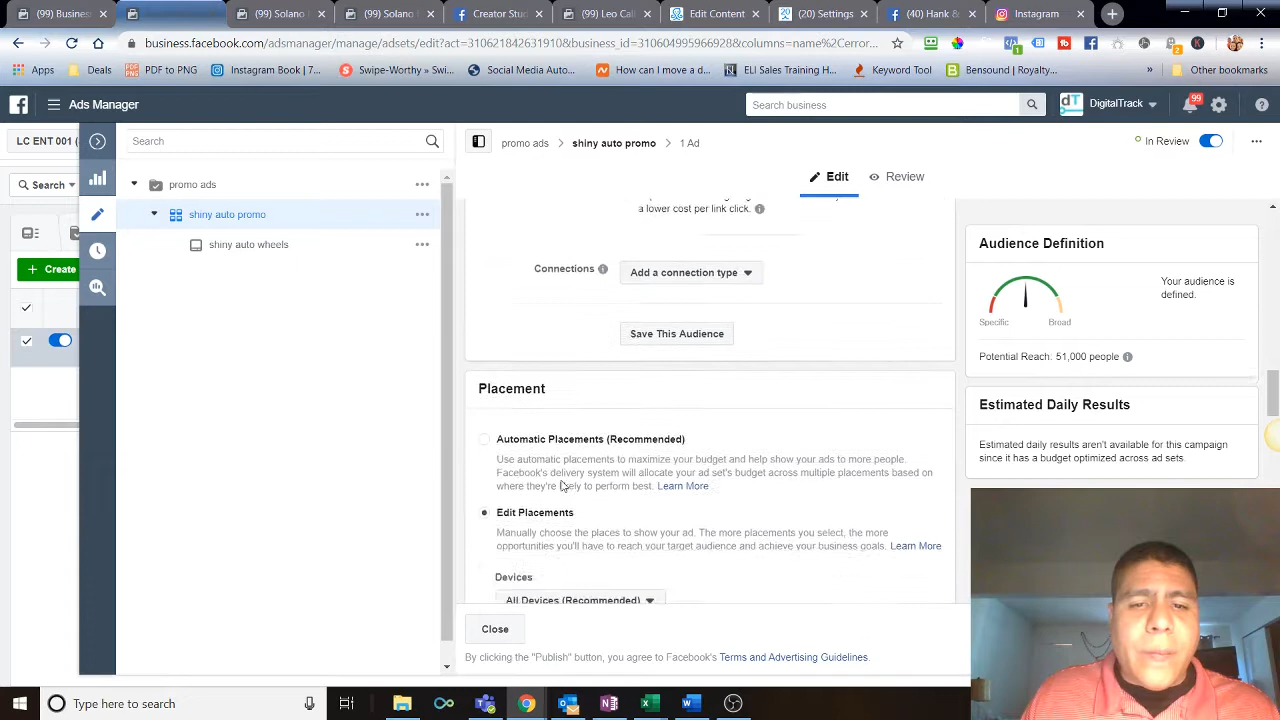 (99) Busines
(99) Solano
(99) Solano
Creator Stud
(99) Leo Call
Edit Content
(20) Settings
(40) Hank &
Instagram
business.facebook.com/adsmanager/manage/adsets/edit?act=310621842631910&business_id=310604995966928&columns=name%2Cerror...
Apps
Deals
PDF to PNG
Instagram Book | 7...
Swipe-Worthy » Swi...
Social Media Auto...
How can I move a d...
ELI Sales Training H...
Keyword Tool
Bensound | Royalty...
»
Other bookmarks
Ads Manager
Search business
dT
DigitalTrack
99
LC ENT 001 (
Search
promo ads > shiny auto promo > 1 Ad
In Review
Search
Edit
Review
promo ads
shiny auto promo
shiny auto wheels
+ Create
a lower cost per link click.
Connections
Add a connection type
Save This Audience
Placement
Automatic Placements (Recommended)
Use automatic placements to maximize your budget and help show your ads to more people.
Facebook's delivery system will allocate your ad set's budget across multiple placements based on
where they're likely to perform best. Learn More
Edit Placements
Manually choose the places to show your ad. The more placements you select, the more
opportunities you'll have to reach your target audience and achieve your business goals. Learn More
Devices
All Devices (Recommended)
Close
By clicking the "Publish" button, you agree to Facebook's Terms and Advertising Guidelines.
Audience Definition
Your audience is
defined.
Specific
Broad
Potential Reach: 51,000 people
Estimated Daily Results
Estimated daily results aren't available for this campaign
since it has a budget optimized across ad sets.
Type here to search